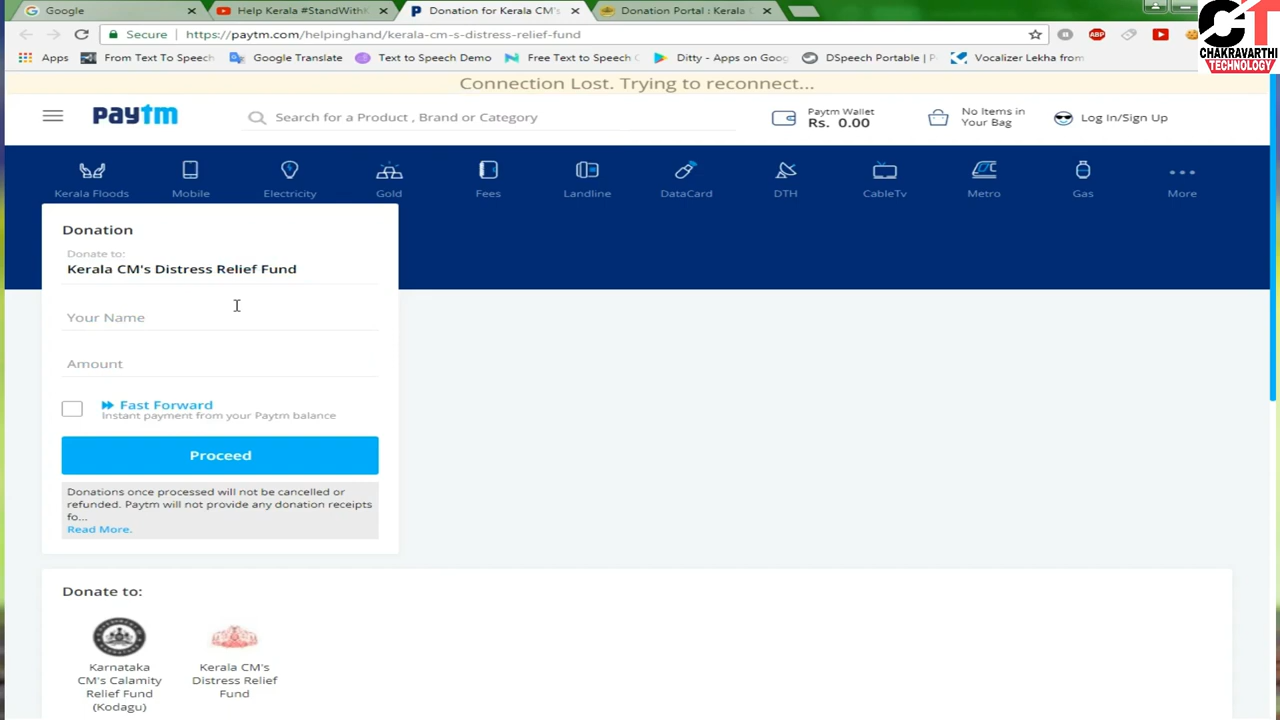 Google
Help Kerala #StandWithK
Donation for Kerala CM's
Donation Portal : Kerala
Secure
https://paytm.com/helpinghand/kerala-cm-s-distress-relief-fund
ABP
CT
CHAKRAVARTHI
TECHNOLOGY
Apps
From Text To Speech
Google Translate
Text to Speech Demo
Free Text to Speech
Ditty - Apps on Goog
DSpeech Portable | P
Vocalizer Lekha from
Connection Lost. Trying to reconnect...
paytm
Search for a Product , Brand or Category
Paytm Wallet
Rs. 0.00
No Items in
Your Bag
Log In/Sign Up
Kerala Floods
Mobile
Electricity
Gold
Fees
Landline
DataCard
DTH
CableTv
Metro
Gas
More
Donation
Donate to:
Kerala CM's Distress Relief Fund
Your Name
Amount
Fast Forward
Instant payment from your Paytm balance
Proceed
Donations once processed will not be cancelled or
refunded. Paytm will not provide any donation receipts
fo...
Read More.
Donate to:
Karnataka
CM's Calamity
Relief Fund
(Kodagu)
Kerala CM's
Distress Relief
Fund